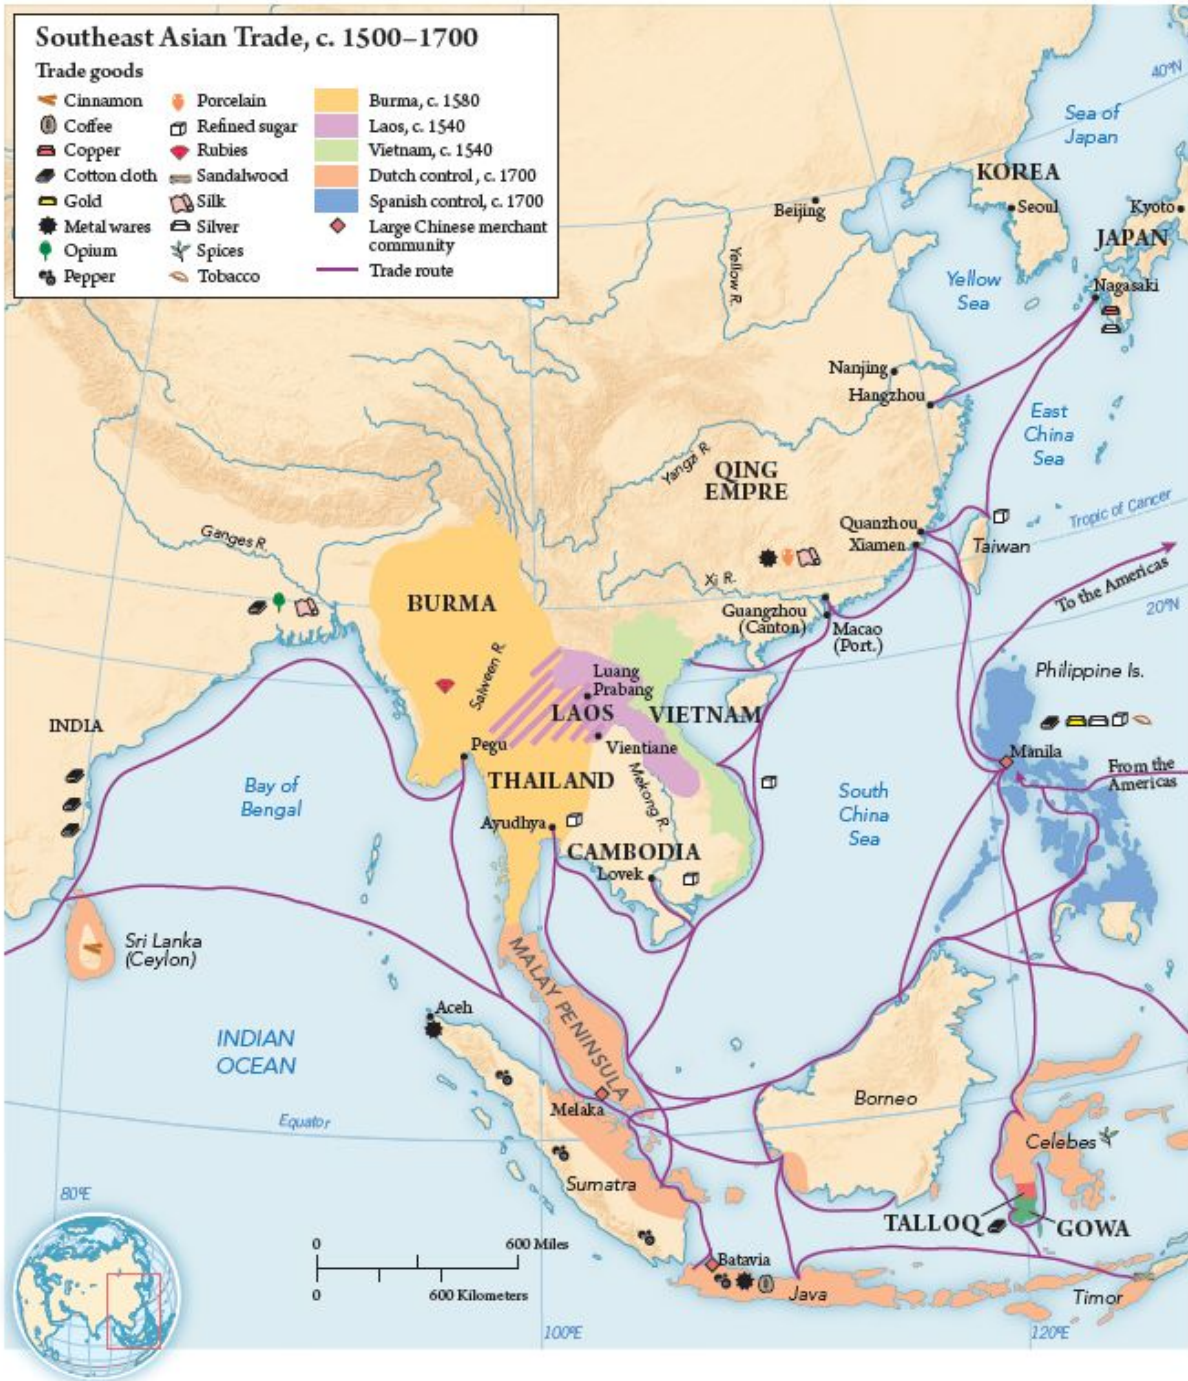 Southeast Asian Trade, c. 1500–1700
Trade goods
Cinnamon
Coffee
Copper
Cotton cloth
Gold
Metal wares
Opium
Pepper
Porcelain
Refined sugar
Rubies
Sandalwood
Silk
Silver
Spices
Tobacco
Burma, c. 1580
Laos, c. 1540
Vietnam, c. 1540
Dutch control, c. 1700
Spanish control, c. 1700
Large Chinese merchant
community
Trade route
40°N
Sea of
Japan
KOREA
Seoul
Kyoto
JAPAN
Beijing
Yellow R.
Yellow
Sea
Nagasaki
Nanjing
Hangzhou
East
China
Sea
Yangzi R.
QING
EMPRE
Tropic of Cancer
Quanzhou
Xiamen
Taiwan
Ganges R.
Xi R.
To the Americas
BURMA
Guangzhou
(Canton)
Macao
(Port.)
20°N
Salween R.
Luang
Prabang
Philippine Is.
LAOS
VIETNAM
INDIA
Pegu
Vientiane
Manila
THAILAND
Mekong R.
From the
Americas
Bay of
Bengal
South
China
Sea
Ayudhya
CAMBODIA
Lovek
Sri Lanka
(Ceylon)
MALAY PENINSULA
Aceh
INDIAN
OCEAN
Melaka
Borneo
Equator
Celebes
80°E
Sumatra
TALLOQ
GOWA
0
600 Miles
0
600 Kilometers
Batavia
Java
Timor
100°E
120°E